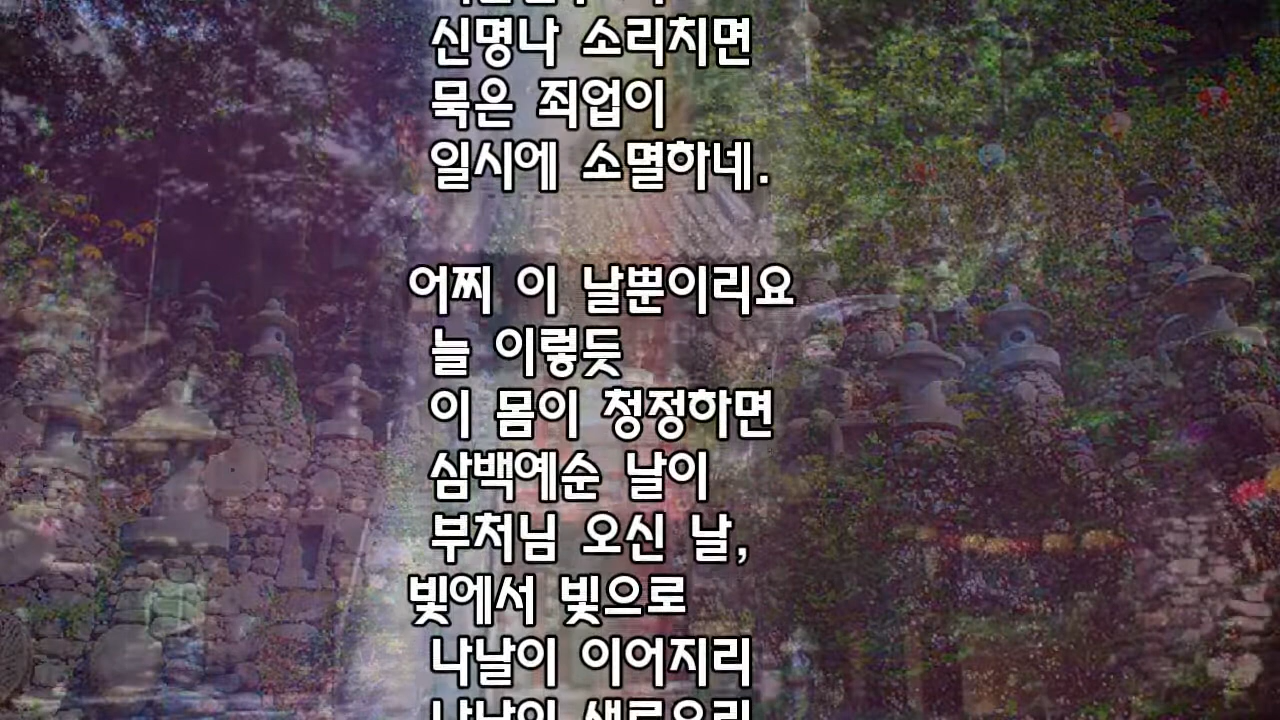 신명나 소리치면
묵은 죄업이
일시에 소멸하네.
어찌 이 날뿐이리요
늘 이렇듯
이 몸이 청정하면
삼백예순 날이
부처님 오신 날,
빛에서 빛으로
나날이 이어지리